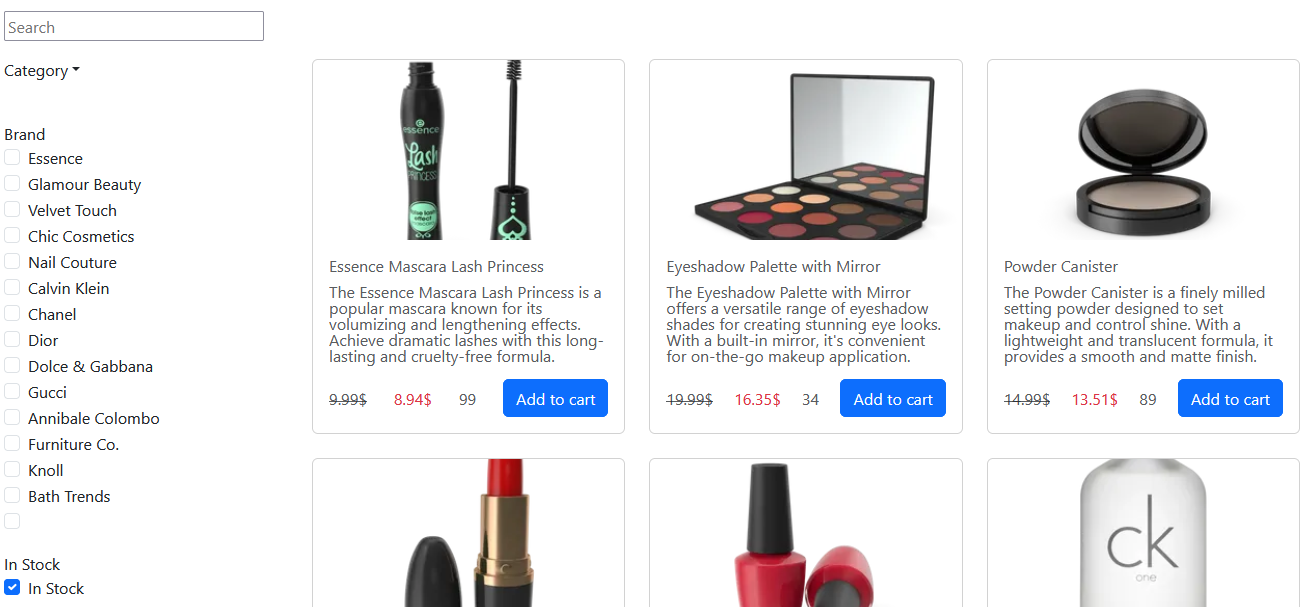 Search
Category
Brand
Essence
Glamour Beauty
Velvet Touch
Chic Cosmetics
Nail Couture
Calvin Klein
Chanel
Dior
Dolce & Gabbana
Gucci
Annibale Colombo
Furniture Co.
Knoll
Bath Trends
In Stock
In Stock
essence
Lash
PRINCESS
false lash
effect
Essence Mascara Lash Princess
The Essence Mascara Lash Princess is a
popular mascara known for its
volumizing and lengthening effects.
Achieve dramatic lashes with this long-
lasting and cruelty-free formula.
9.99$ 8.94$ 99 Add to cart
Eyeshadow Palette with Mirror
The Eyeshadow Palette with Mirror
offers a versatile range of eyeshadow
shades for creating stunning eye looks.
With a built-in mirror, it's convenient
for on-the-go makeup application.
19.99$ 16.35$ 34 Add to cart
Powder Canister
The Powder Canister is a finely milled
setting powder designed to set
makeup and control shine. With a
lightweight and translucent formula, it
provides a smooth and matte finish.
14.99$ 13.51$ 89 Add to cart
ck
one